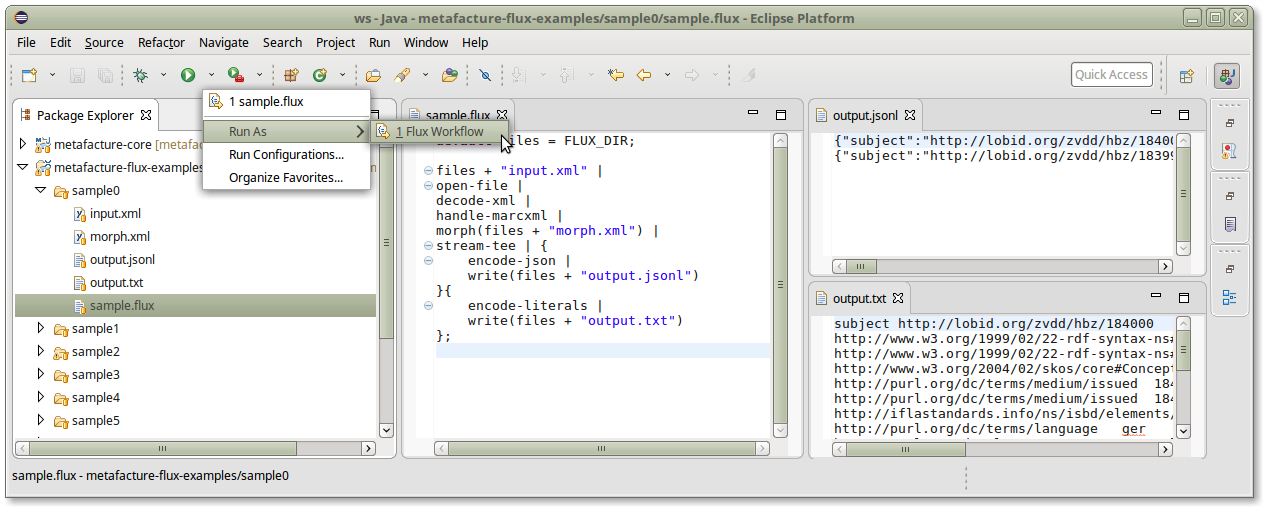 ws - Java - metafacture-flux-examples/sample0/sample.flux - Eclipse Platform
File Edit Source Refactor Navigate Search Project Run Window Help
Quick Access
1 sample.flux
Run As
1 Flux Workflow
Run Configurations...
Organize Favorites...
Package Explorer
metafacture-core [metafac
metafacture-flux-examples
sample0
input.xml
morph.xml
output.jsonl
output.txt
sample.flux
sample1
sample2
sample3
sample4
sample5
sample.flux
files = FLUX_DIR;
files + "input.xml" |
open-file |
decode-xml |
handle-marcxml |
morph(files + "morph.xml") |
stream-tee | {
encode-json |
write(files + "output.jsonl")
}{
encode-literals |
write(files + "output.txt")
};
output.jsonl
{"subject":"http://lobid.org/zvdd/hbz/18400
{"subject":"http://lobid.org/zvdd/hbz/18399
output.txt
subject http://lobid.org/zvdd/hbz/184000
http://www.w3.org/1999/02/22-rdf-syntax-ns#
http://www.w3.org/1999/02/22-rdf-syntax-ns#
http://www.w3.org/2004/02/skos/core#Concept
http://purl.org/dc/terms/medium/issued 184
http://purl.org/dc/terms/medium/issued 184
http://iflastandards.info/ns/isbd/elements/
http://purl.org/dc/terms/language ger
sample.flux - metafacture-flux-examples/sample0